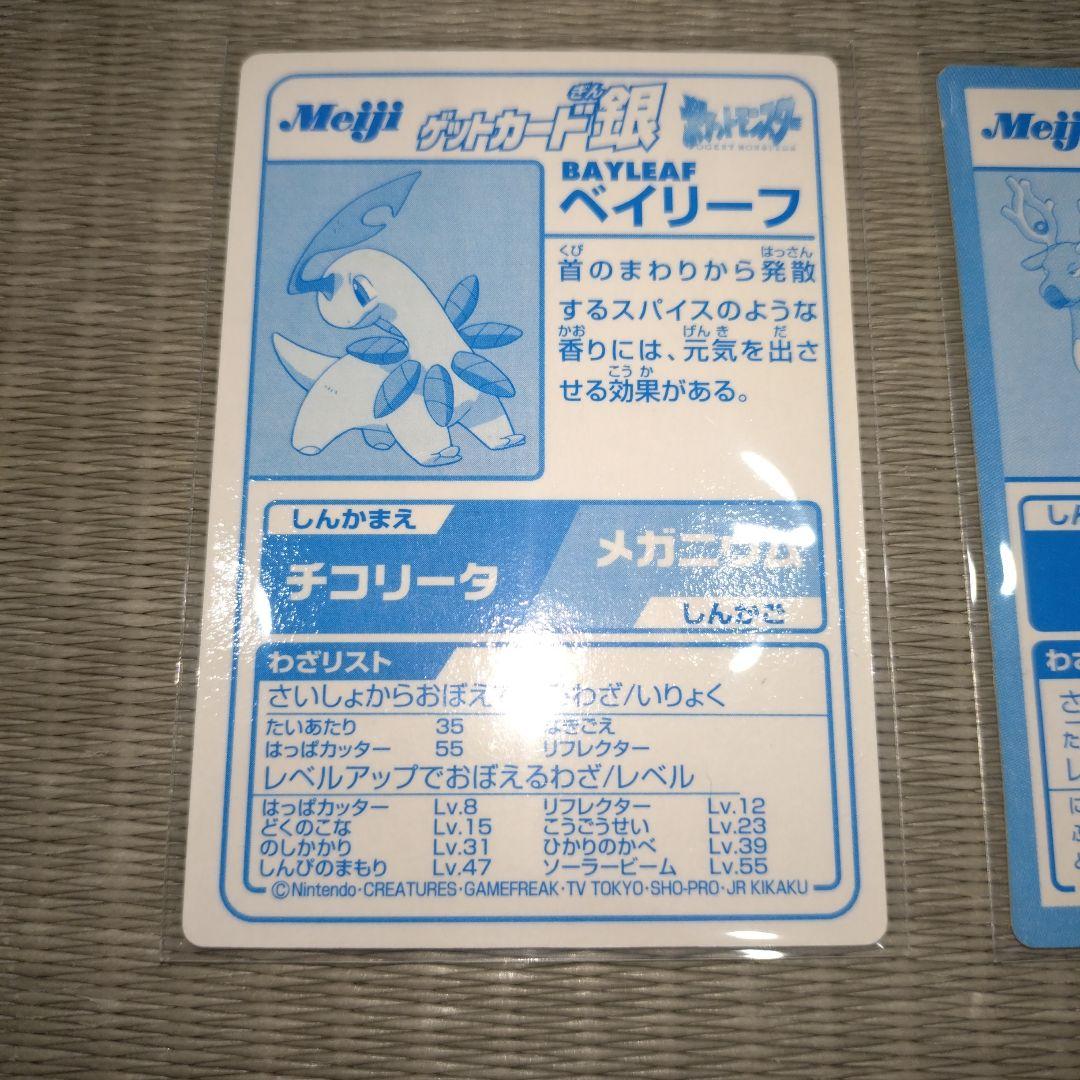 Meiji ゲットカード銀 ポケットモンスター
ぎん
POCKET MONSTERS
BAYLEAF
ベイリーフ
くび はっさん
首のまわりから発散
するスパイスのような
かお げんき だ
香りには、元気を出さ
こうか
せる効果がある。
しんかまえ
チコリータ
メガニウム
しんかご
わざリスト
さいしょからおぼえ わざ/いりょく
たいあたり 35 なきごえ
はっぱカッター 55 リフレクター
レベルアップでおぼえるわざ/レベル
はっぱカッター Lv.8 リフレクター Lv.12
どくのこな Lv.15 こうごうせい Lv.23
のしかかり Lv.31 ひかりのかべ Lv.39
しんぴのまもり Lv.47 ソーラービーム Lv.55
©Nintendo・CREATURES・GAMEFREAK・TV TOKYO・SHO-PRO・JR KIKAKU
Meiji